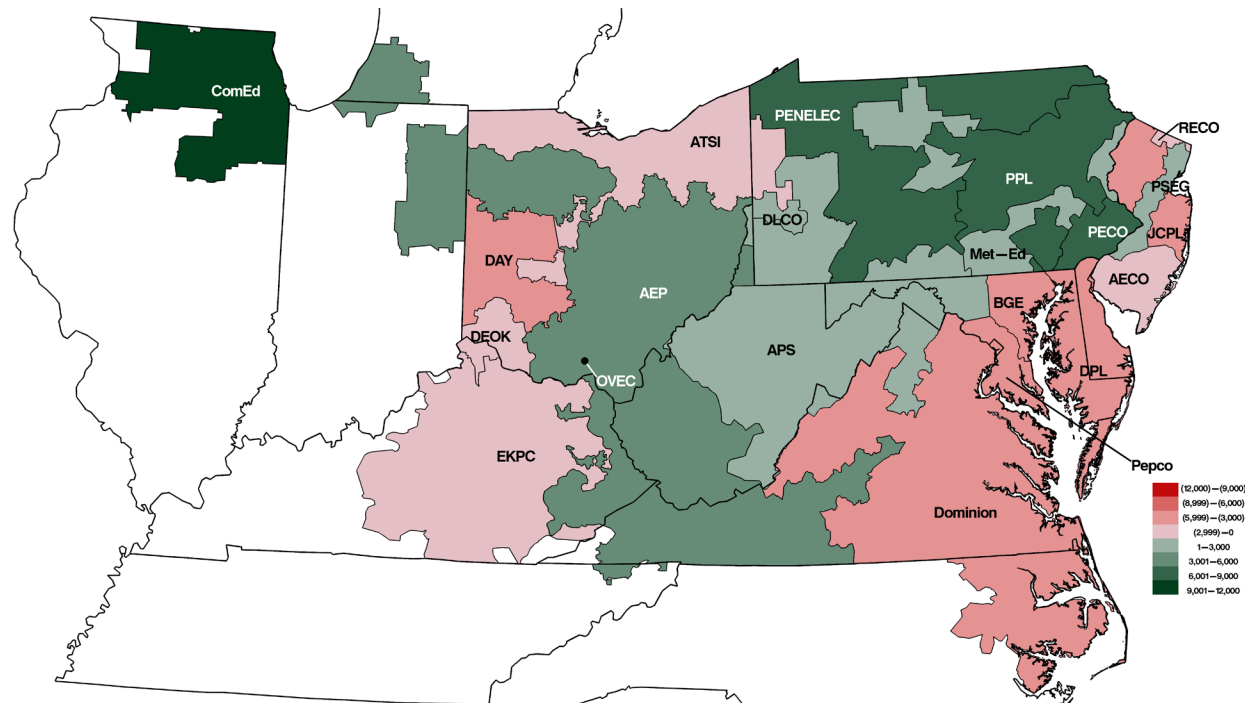 ComEd
PENELEC
RECO
ATSI
PPL
PSEG
DLCO
PECO
JCPL
Met–Ed
DAY
AECO
AEP
BGE
DEOK
APS
DPL
OVEC
EKPC
Pepco
Dominion
(12,000)–(9,000)
(8,999)–(6,000)
(5,999)–(3,000)
(2,999)–0
1–3,000
3,001–6,000
6,001–9,000
9,001–12,000